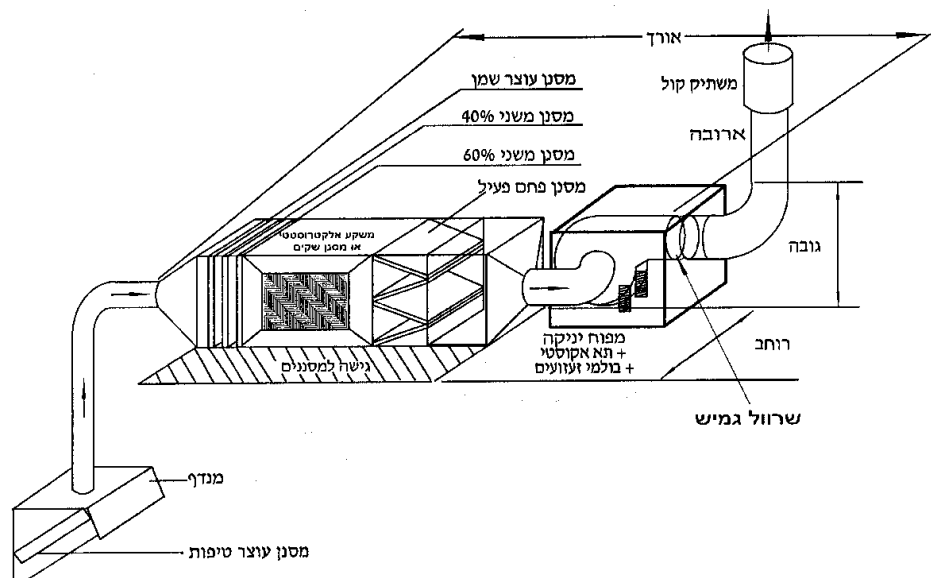 אורך
משתיק קול
ארובה
מסנן עוצר שמן
מסנן משני 40%
מסנן משני 60%
מסנן פחם פעיל
משקע אלקטרוסטטי
או מסנן שקים
גובה
רוחב
מפוח יניקה
+ תא אקוסטי
+ בולמי זעזועים
גישה למסננים
שרוול גמיש
מנדף
מסנן עוצר טיפות